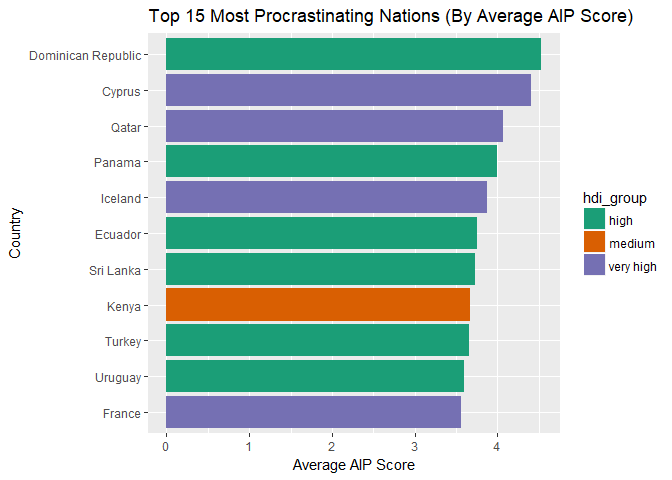 Top 15 Most Procrastinating Nations (By Average AIP Score)
Country
Dominican Republic
Cyprus
Qatar
Panama
Iceland
Ecuador
Sri Lanka
Kenya
Turkey
Uruguay
France
0 1 2 3 4
Average AIP Score
hdi_group
high
medium
very high